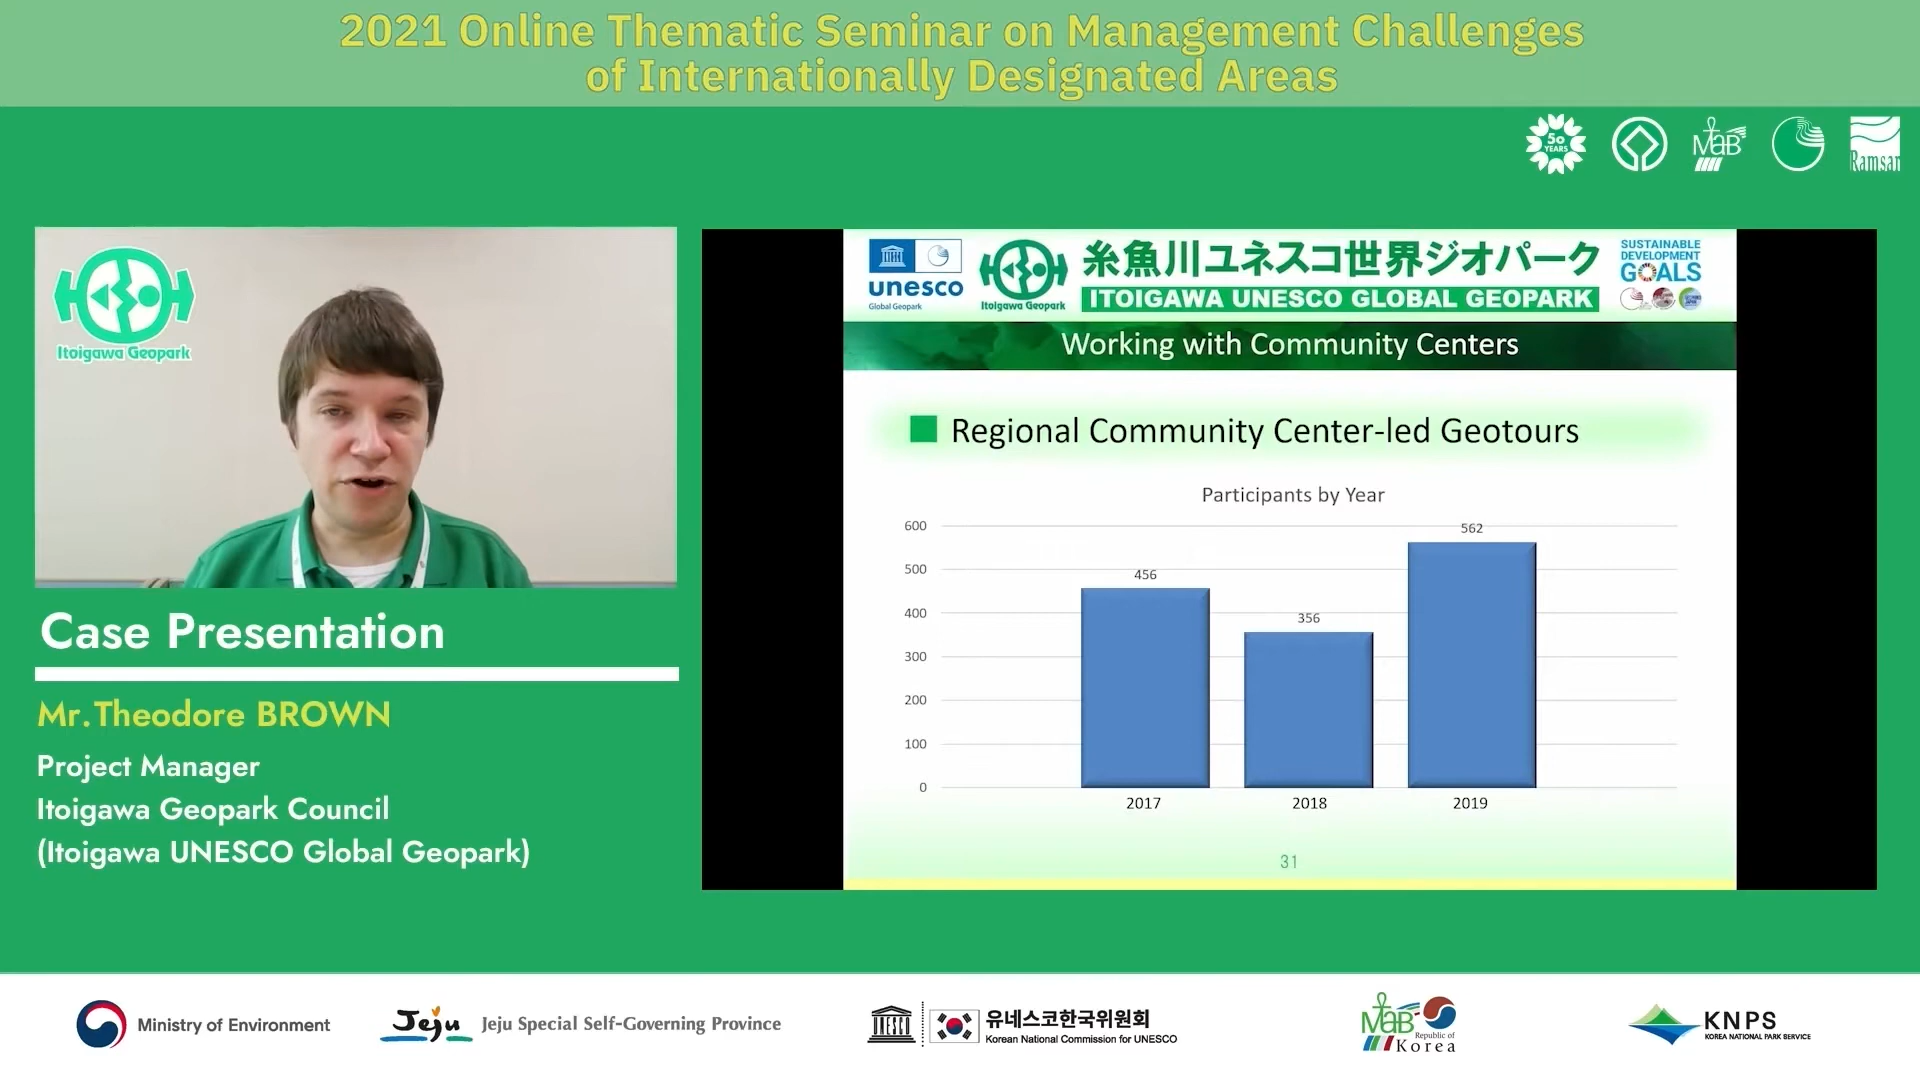 2021 Online Thematic Seminar on Management Challenges
of Internationally Designated Areas
50
YEARS
MaB
Ramsar
Itoigawa Geopark
Case Presentation
Mr.Theodore BROWN
Project Manager
Itoigawa Geopark Council
(Itoigawa UNESCO Global Geopark)
unesco
Global Geopark
Itoigawa Geopark
糸魚川ユネスコ世界ジオパーク
ITOIGAWA UNESCO GLOBAL GEOPARK
SUSTAINABLE
DEVELOPMENT
GOALS
Working with Community Centers
Regional Community Center-led Geotours
Participants by Year
600
500
400
300
200
100
0
456
356
562
2017
2018
2019
31
Ministry of Environment
Jeju
Jeju Special Self-Governing Province
UNESCO
유네스코한국위원회
Korean National Commission for UNESCO
MaB
Republic of
Korea
KNPS
KOREA NATIONAL PARK SERVICE